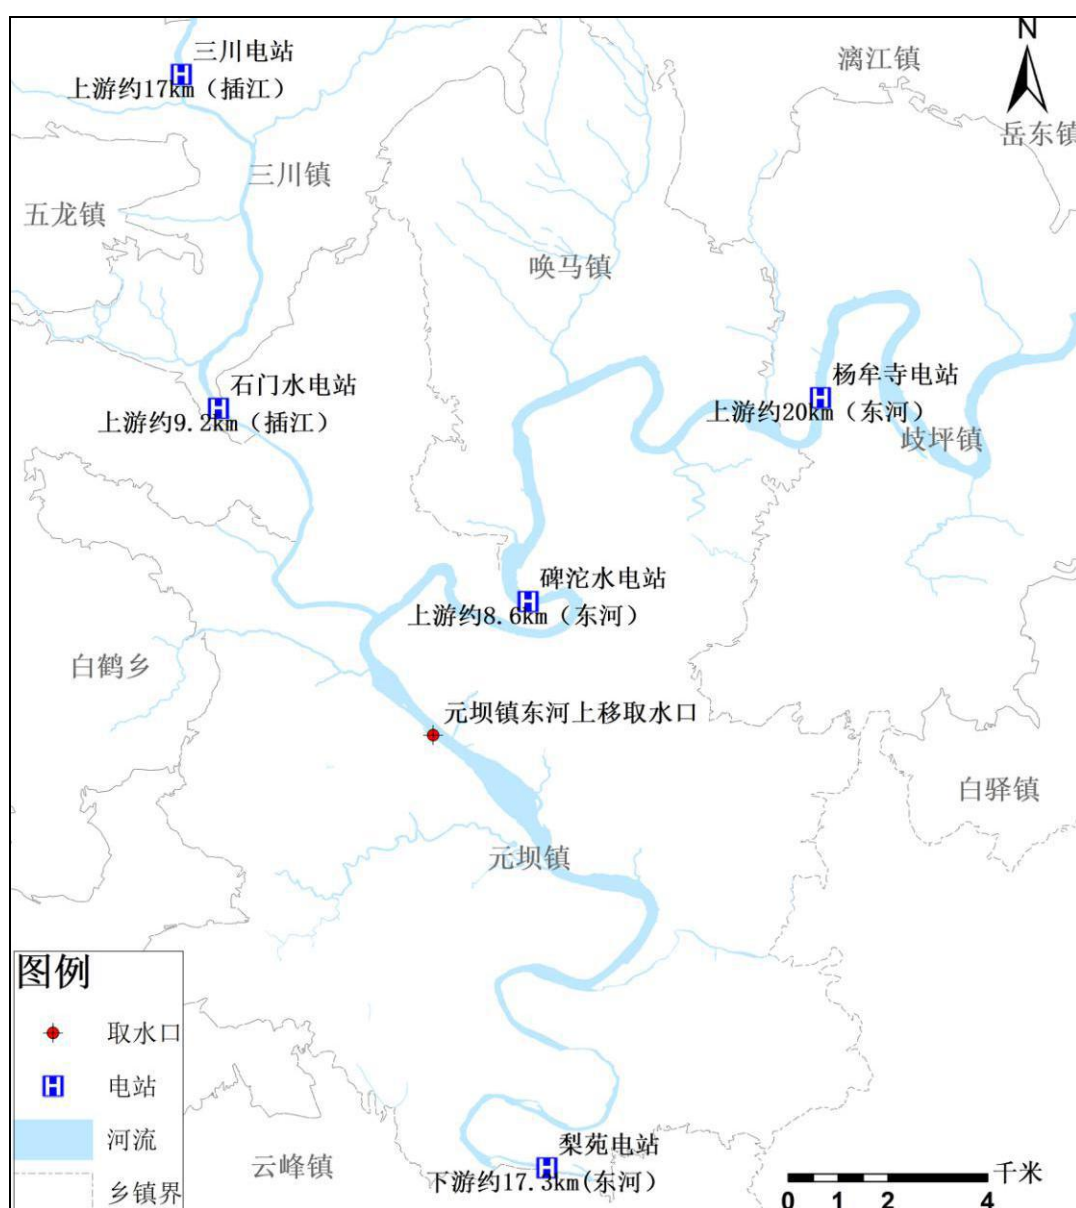 N
三川电站
上游约17km（插江）
漓江镇
岳东镇
三川镇
五龙镇
唤马镇
石门水电站
上游约9.2km（插江）
杨牟寺电站
上游约20km（东河）
歧坪镇
碑沱水电站
上游约8.6km（东河）
白鹤乡
元坝镇东河上移取水口
白驿镇
元坝镇
图例
取水口
电站
河流
乡镇界
云峰镇
梨苑电站
下游约17.3km(东河）
千米
0 1 2 4